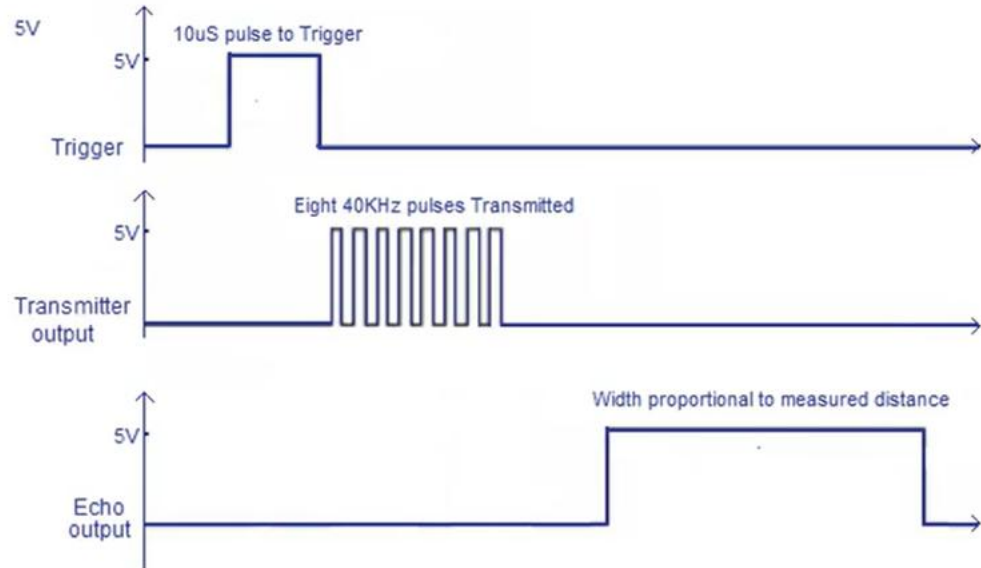 5V
10uS pulse to Trigger
5V
Trigger
Eight 40KHz pulses Transmitted
5V
Transmitter
output
Width proportional to measured distance
5V
Echo
output